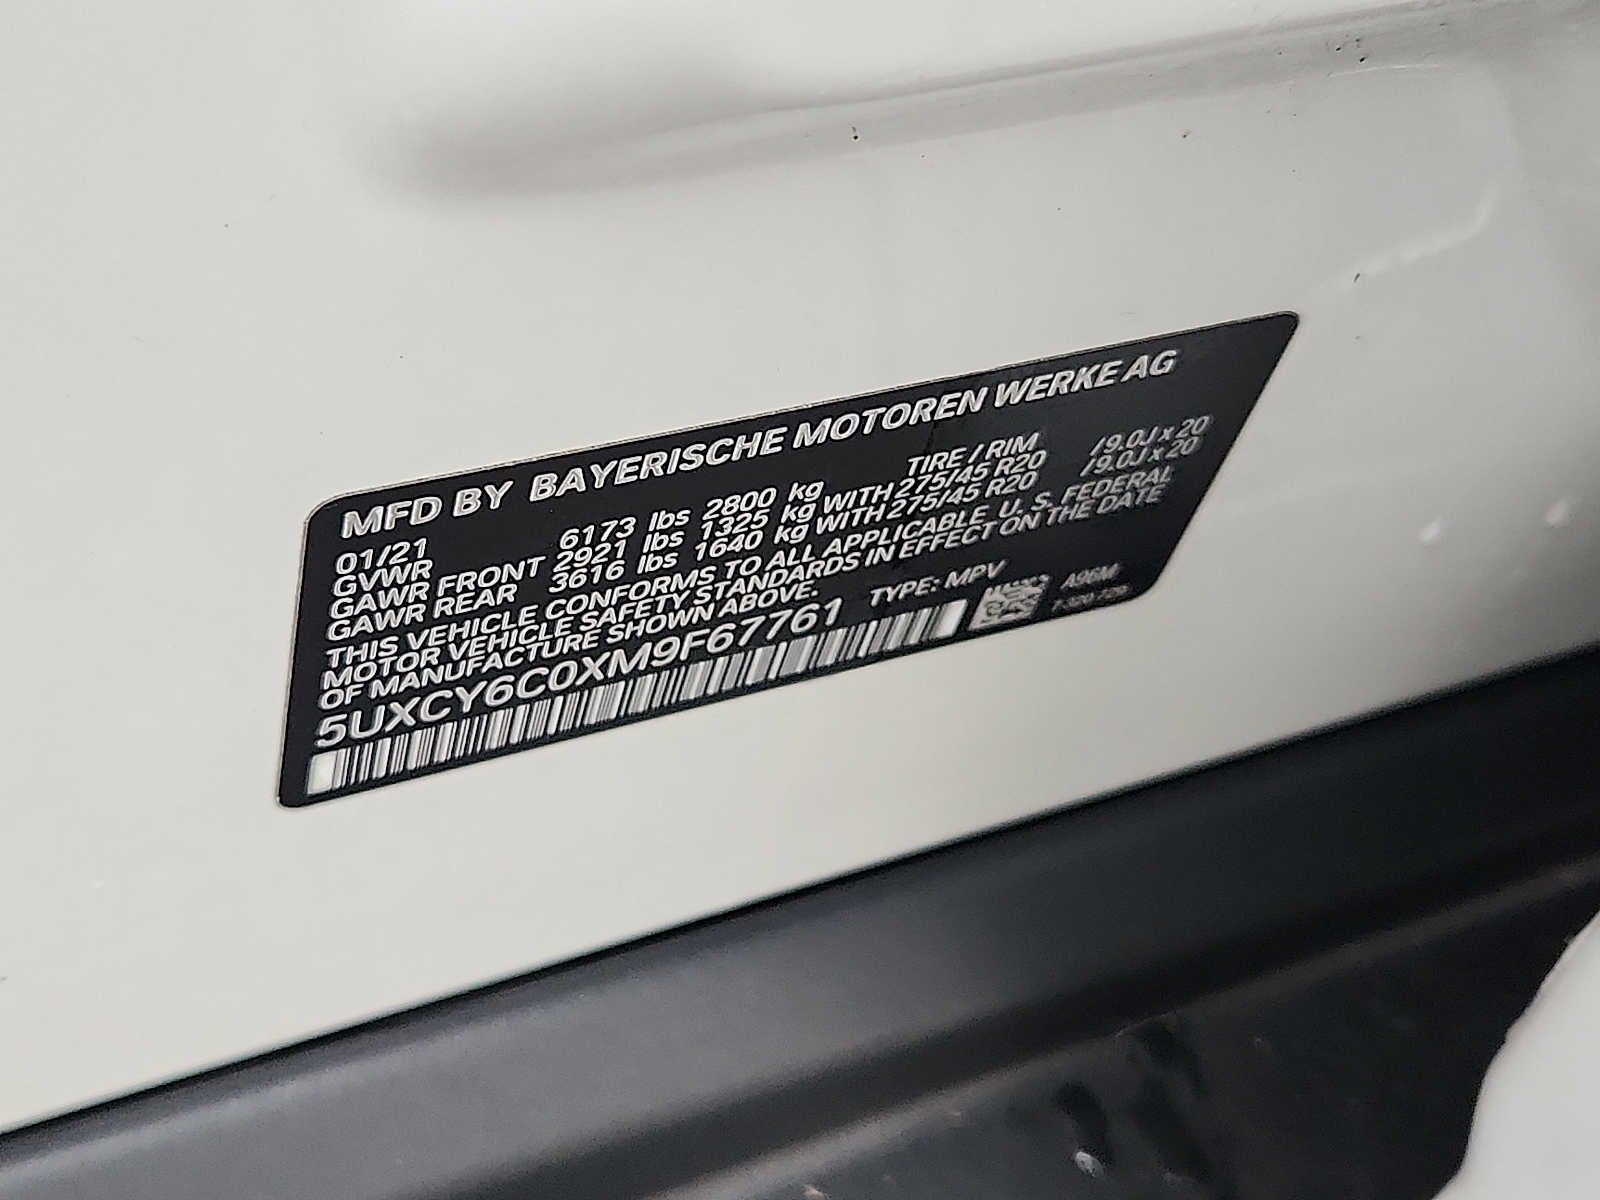 MFD BY BAYERISCHE MOTOREN WERKE AG
01/21 TIRE / RIM
GVWR 6173 lbs 2800 kg
GAWR FRONT 2921 lbs 1325 kg WITH 275/45 R20 / 9.0J x 20
GAWR REAR 3616 lbs 1640 kg WITH 275/45 R20 / 9.0J x 20
THIS VEHICLE CONFORMS TO ALL APPLICABLE U. S. FEDERAL
MOTOR VEHICLE SAFETY STANDARDS IN EFFECT ON THE DATE
OF MANUFACTURE SHOWN ABOVE.
5UXCY6C0XM9F67761 TYPE: MPV
A96M